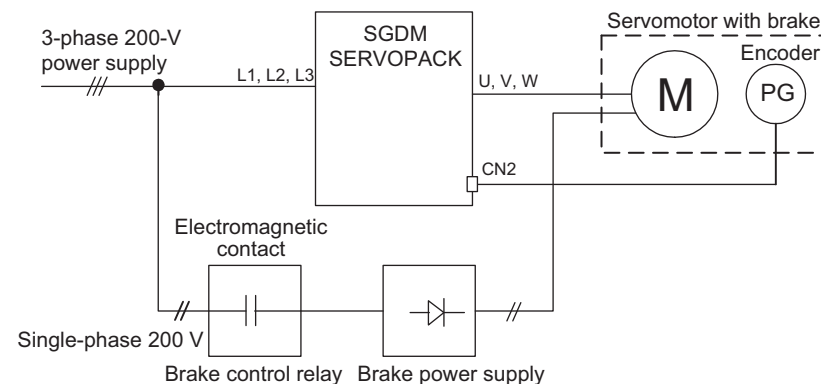 3-phase 200-V
power supply
L1, L2, L3
SGDM
SERVOPACK
U, V, W
Servomotor with brake
Encoder
M
PG
CN2
Electromagnetic
contact
Single-phase 200 V
Brake control relay
Brake power supply